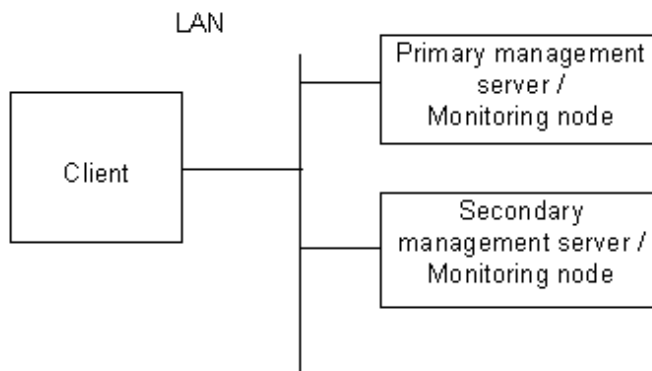 LAN
Primary management
server /
Monitoring node
Client
Secondary
management server /
Monitoring node